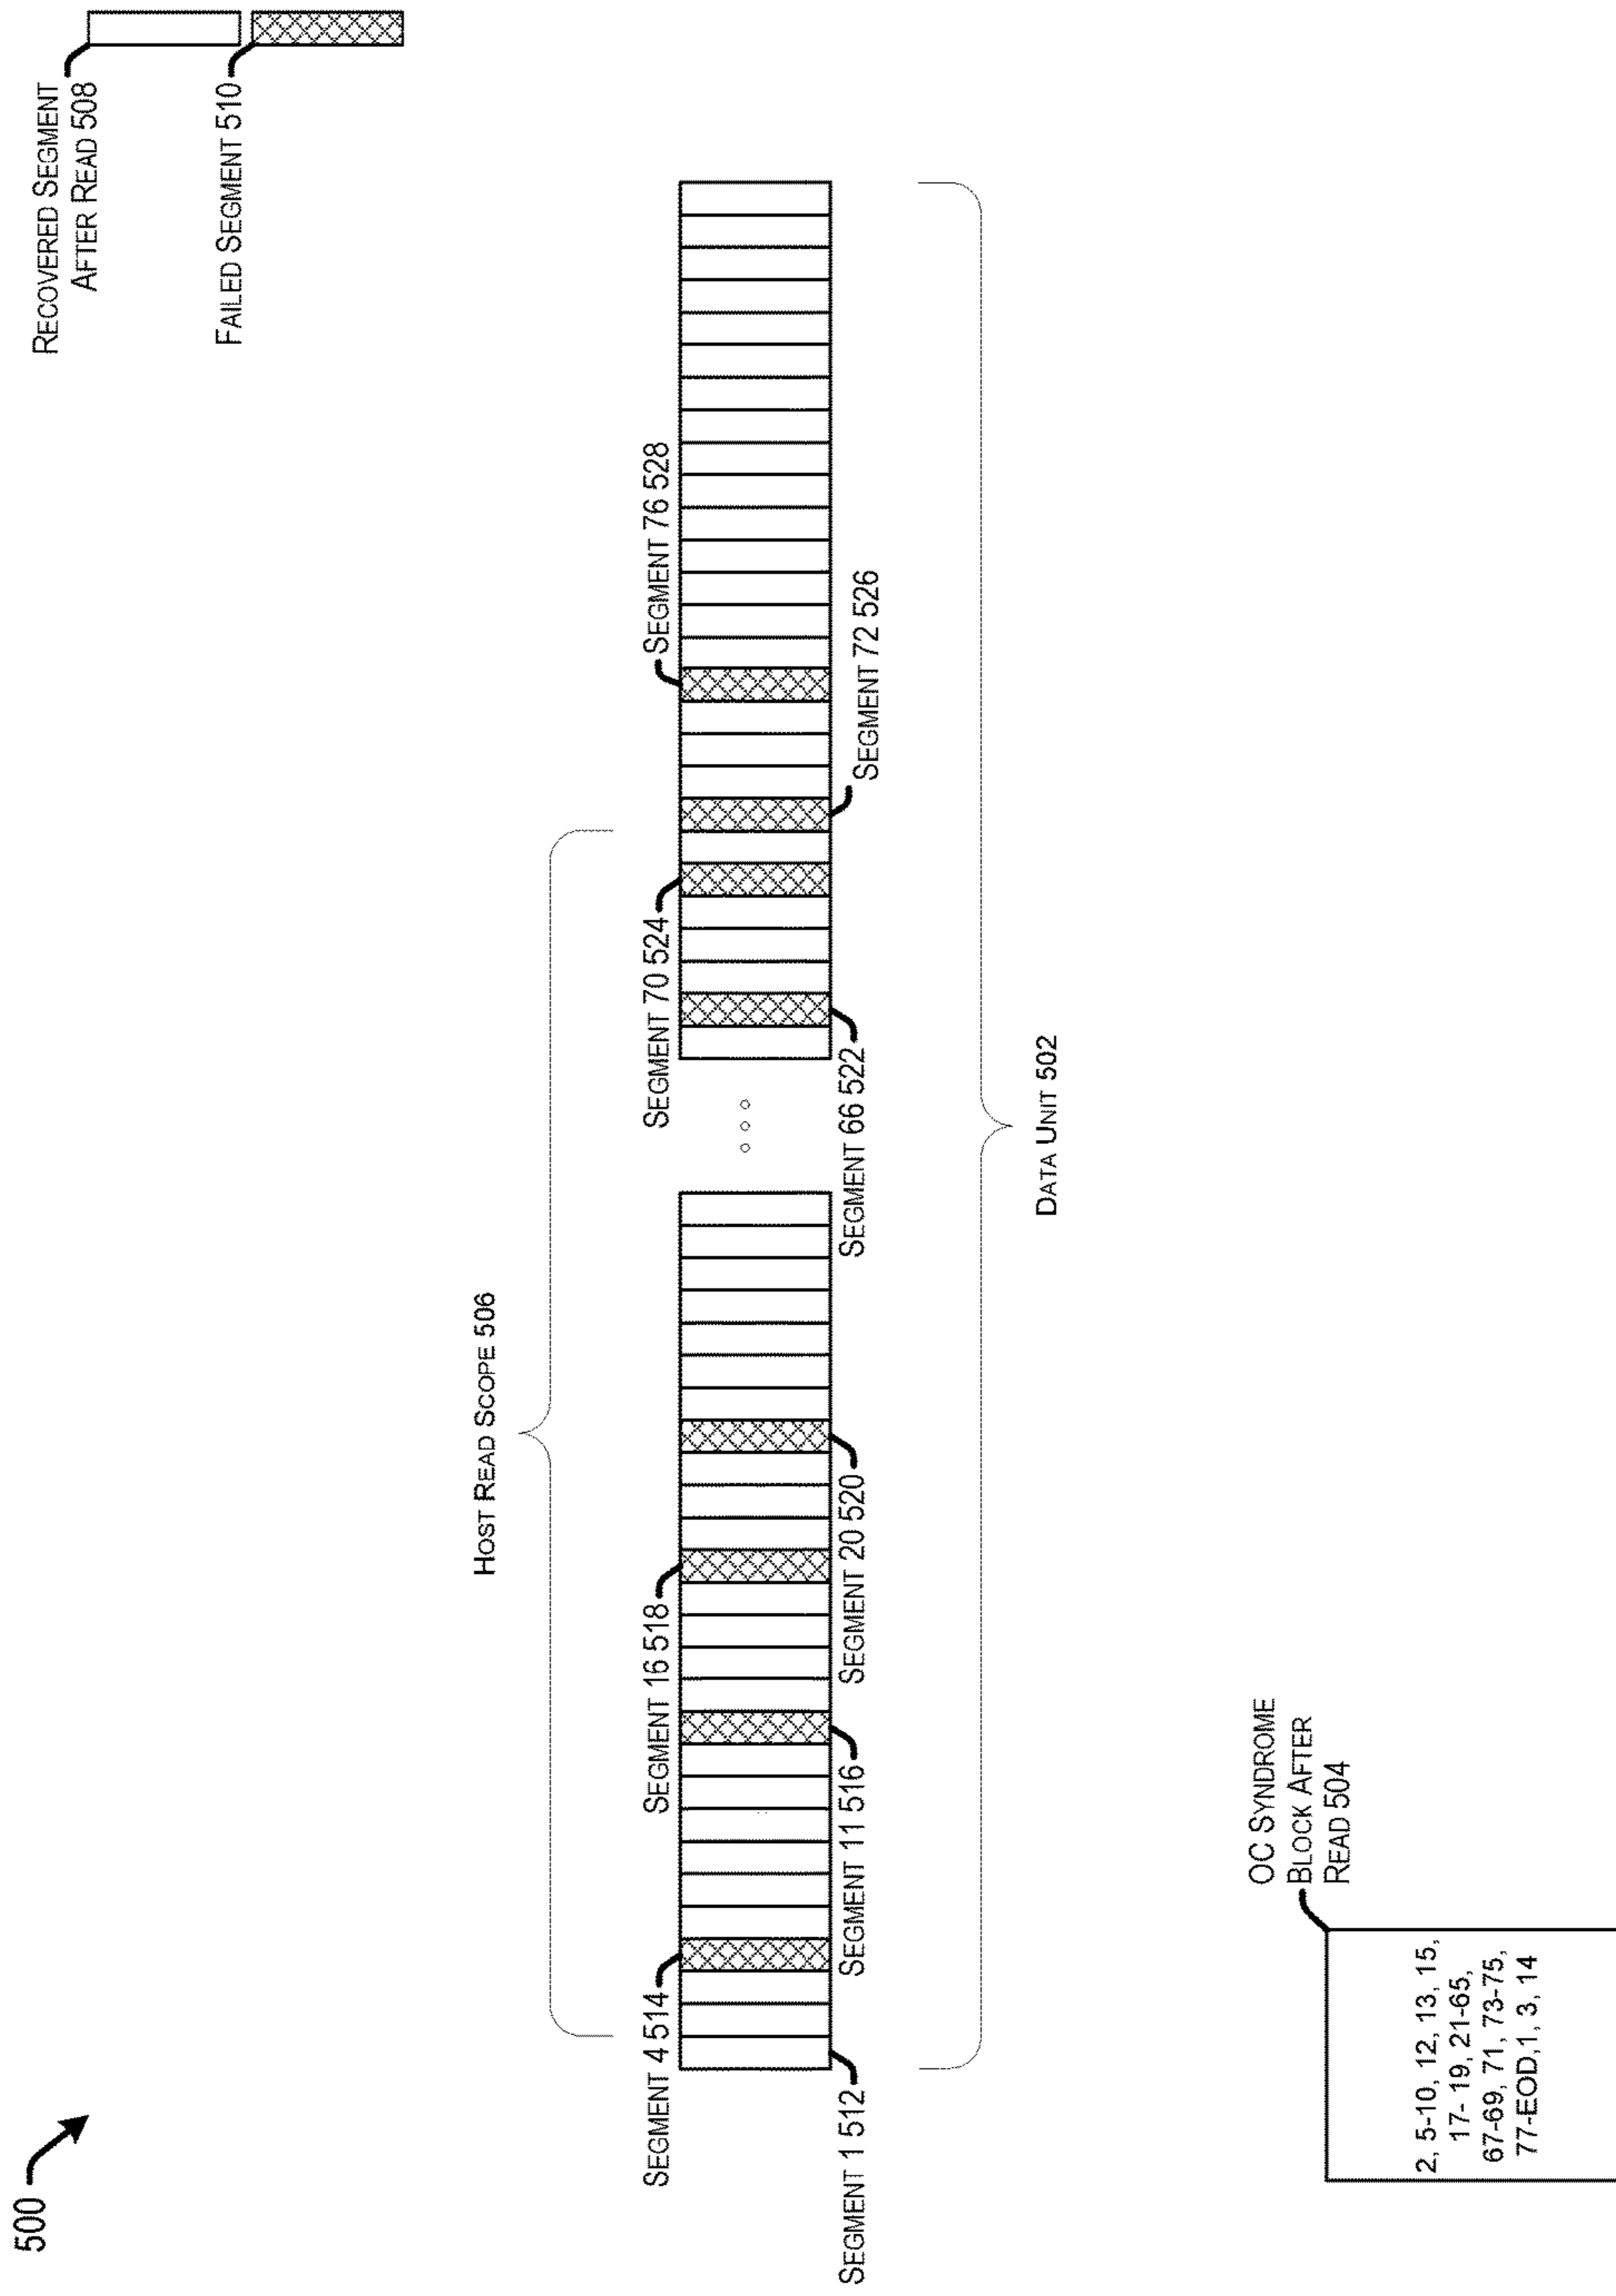 500
RECOVERED SEGMENT
AFTER READ 508
FAILED SEGMENT 510
HOST READ SCOPE 506
SEGMENT 4 514
SEGMENT 16 518
SEGMENT 70 524
SEGMENT 76 528
SEGMENT 1 512
SEGMENT 11 516
SEGMENT 20 520
SEGMENT 66 522
SEGMENT 72 526
DATA UNIT 502
OC SYNDROME
BLOCK AFTER
READ 504
2, 5-10, 12, 13, 15,
17- 19, 21-65,
67-69, 71, 73-75,
77-EOD,1, 3, 14